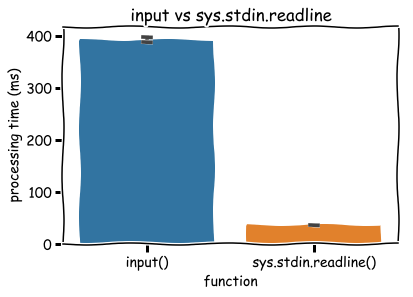 input vs sys.stdin.readline
processing time (ms)
400
300
200
100
0
input()
sys.stdin.readline()
function